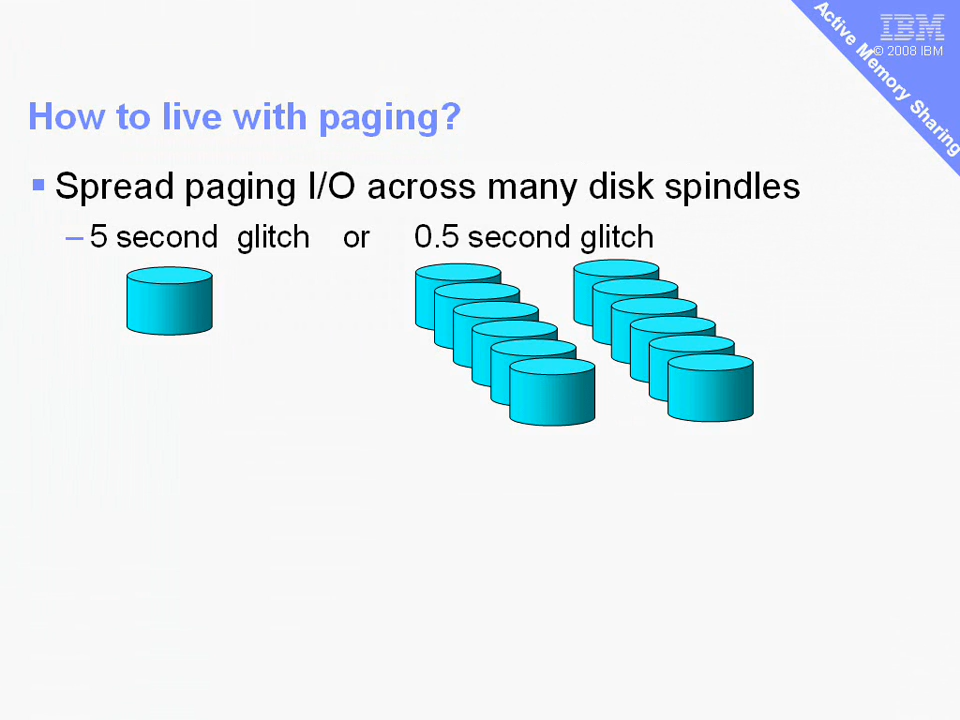 IBM
© 2008 IBM
Active Memory Sharing
How to live with paging?
Spread paging I/O across many disk spindles
–5 second glitch or 0.5 second glitch